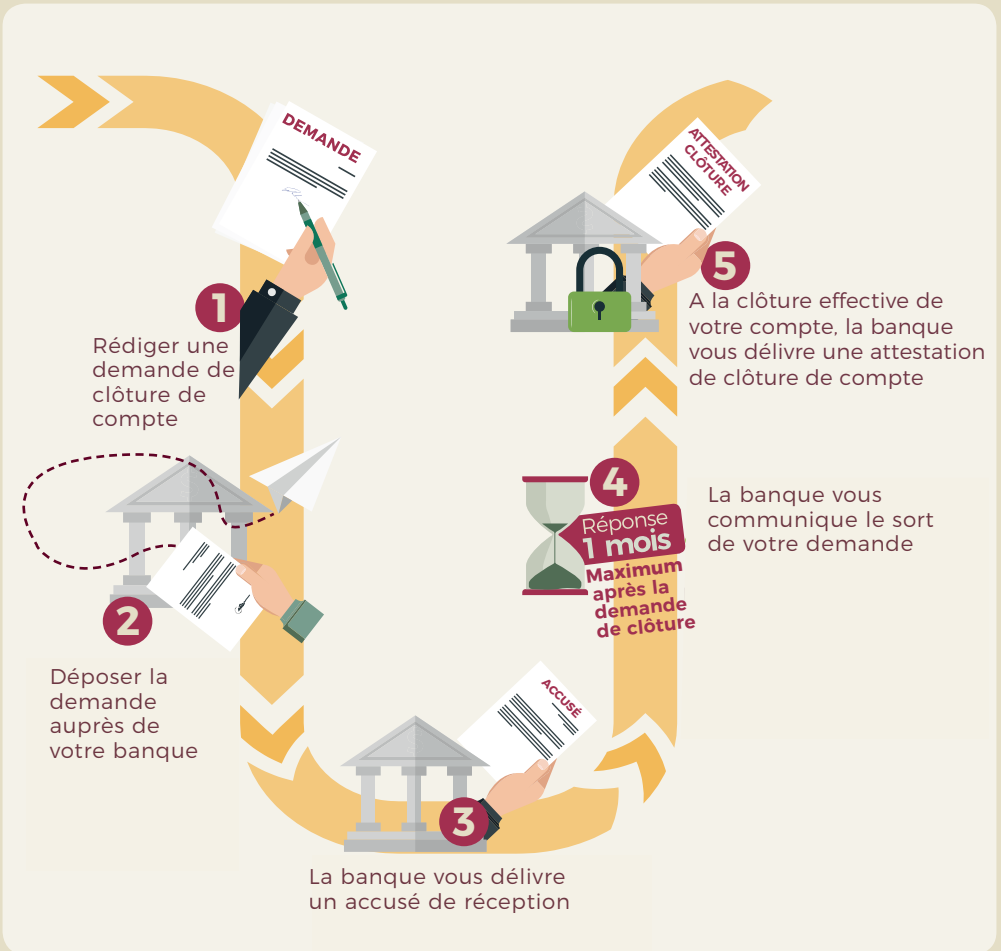 DEMANDE
1
Rédiger une
demande de
clôture de
compte
2
Déposer la
demande
auprès de
votre banque
ACCUSÉ
3
La banque vous délivre
un accusé de réception
4
Réponse
1 mois
Maximum
après la
demande
de clôture
La banque vous
communique le sort
de votre demande
ATTESTATION
CLÔTURE
5
A la clôture effective de
votre compte, la banque
vous délivre une attestation
de clôture de compte